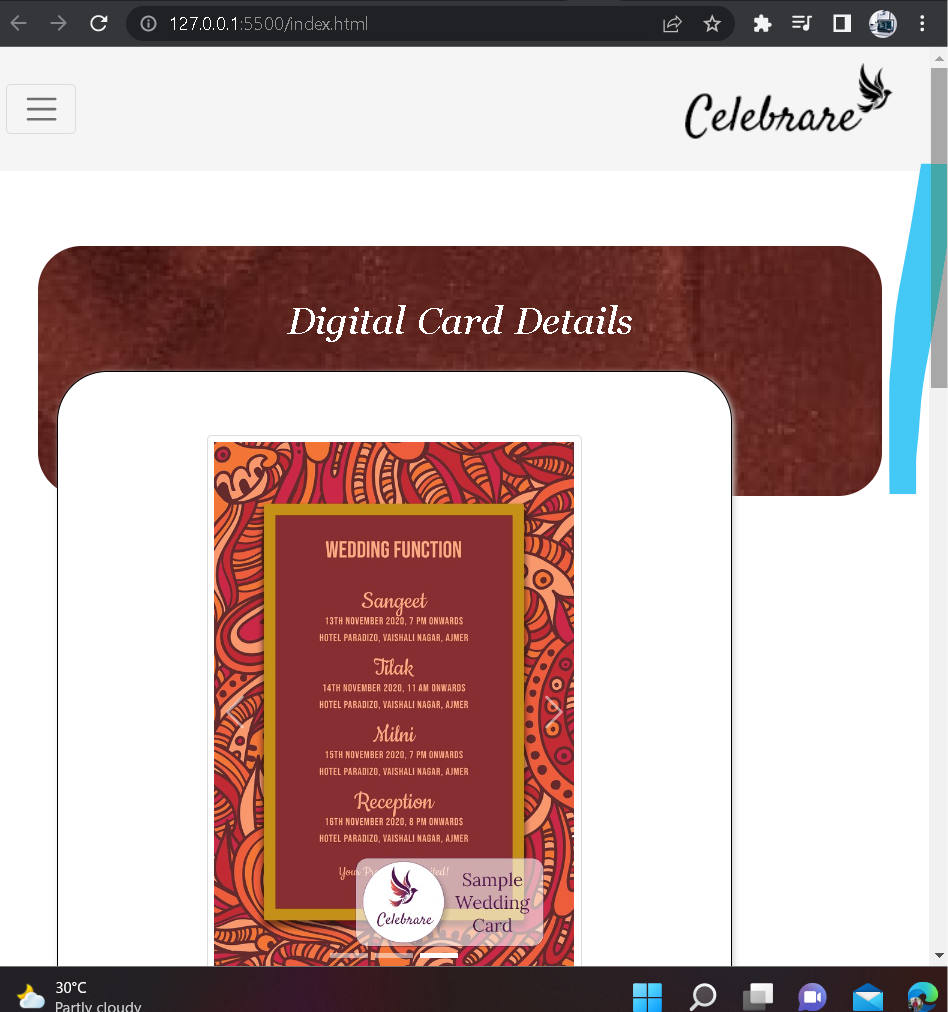 127.0.0.1:5500/index.html
Celebrare
Digital Card Details
WEDDING FUNCTION
Sangeet
13TH NOVEMBER 2020, 7 PM ONWARDS
HOTEL PARADIZO, VAISHALI NAGAR, AJMER
Tilak
14TH NOVEMBER 2020, 11 AM ONWARDS
HOTEL PARADIZO, VAISHALI NAGAR, AJMER
Milni
15TH NOVEMBER 2020, 7 PM ONWARDS
HOTEL PARADIZO, VAISHALI NAGAR, AJMER
Reception
16TH NOVEMBER 2020, 8 PM ONWARDS
HOTEL PARADIZO, VAISHALI NAGAR, AJMER
Your
Celebrare
Sample
Wedding
Card
30°C
Partly cloudy